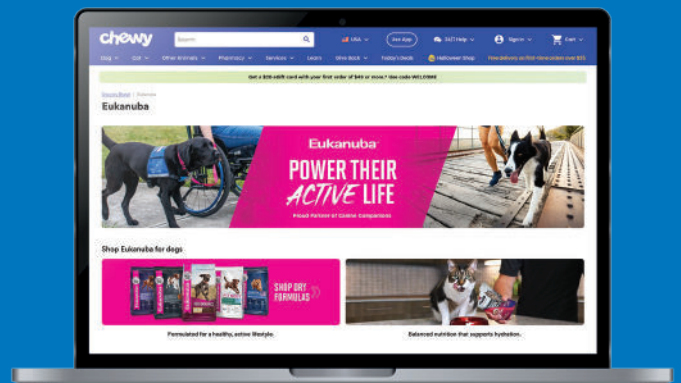 chewy
Search
USA
Get App
24/7 Help
Sign In
Cart
Dog
Cat
Other Animals
Pharmacy
Services
Learn
Give Back
Today's Deals
Halloween Shop
Free delivery on first-time orders over $35
Get a $20 eGift card with your first order of $49 or more.* Use code WELCOME
Eukanuba
Eukanuba
Eukanuba
POWER THEIR
ACTIVE LIFE
Proud Partner of Canine Companions
Shop Eukanuba for dogs
SHOP DRY
FORMULAS
Formulated for a healthy, active lifestyle.
Balanced nutrition that supports hydration.